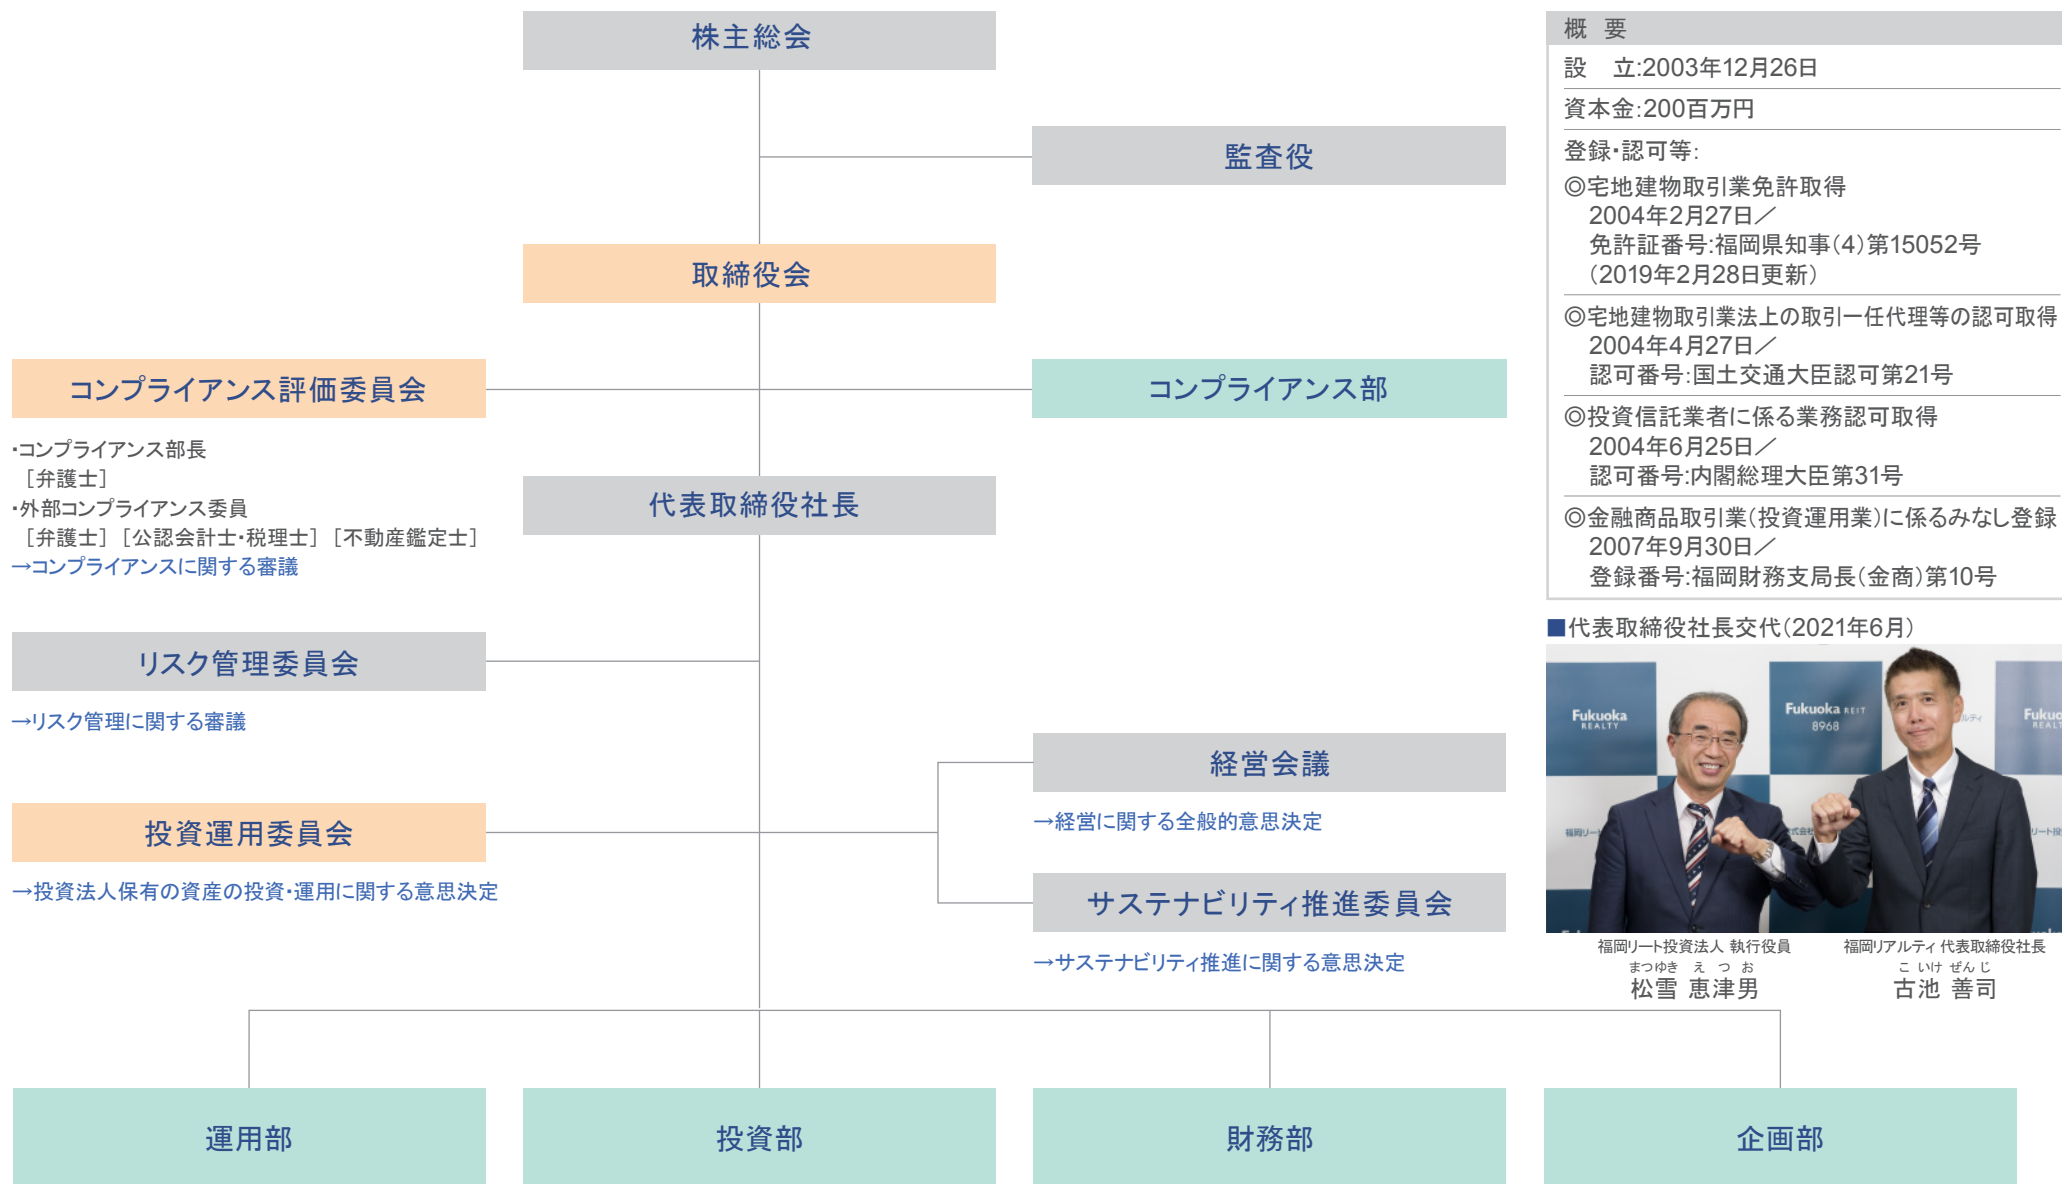 株主総会
監査役
取締役会
コンプライアンス評価委員会
コンプライアンス部
・コンプライアンス部長
［弁護士］
・外部コンプライアンス委員
［弁護士］［公認会計士・税理士］［不動産鑑定士］
→コンプライアンスに関する審議
代表取締役社長
リスク管理委員会
→リスク管理に関する審議
経営会議
→経営に関する全般的意思決定
投資運用委員会
→投資法人保有の資産の投資・運用に関する意思決定
サステナビリティ推進委員会
→サステナビリティ推進に関する意思決定
運用部
投資部
財務部
企画部
概 要
設 立:2003年12月26日
資本金:200百万円
登録・認可等:
◎宅地建物取引業免許取得
2004年2月27日／
免許証番号:福岡県知事（4）第15052号
（2019年2月28日更新）
◎宅地建物取引業法上の取引一任代理等の認可取得
2004年4月27日／
認可番号:国土交通大臣認可第21号
◎投資信託業者に係る業務認可取得
2004年6月25日／
認可番号:内閣総理大臣第31号
◎金融商品取引業（投資運用業）に係るみなし登録
2007年9月30日／
登録番号:福岡財務支局長（金商）第10号
■代表取締役社長交代（2021年6月）
Fukuoka
REALTY
Fukuoka REIT
8968
福岡リート投資法人 執行役員
まつゆき え つ お
松雪 恵津男
福岡リアルティ 代表取締役社長
こ いけ ぜん じ
古池 善司